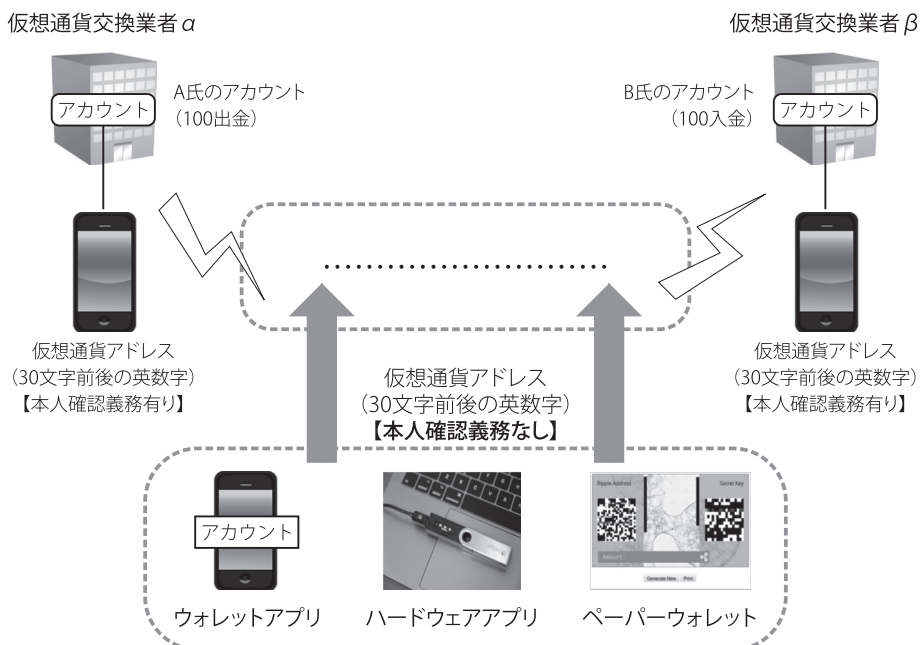 仮想通貨交換業者α
仮想通貨交換業者β
アカウント
A氏のアカウント
（100出金）
B氏のアカウント
（100入金）
アカウント
仮想通貨アドレス
（30文字前後の英数字）
【本人確認義務有り】
仮想通貨アドレス
（30文字前後の英数字）
【本人確認義務なし】
仮想通貨アドレス
（30文字前後の英数字）
【本人確認義務有り】
アカウント
Ripple Address
Secret Key
Generate New
Print
ウォレットアプリ
ハードウェアアプリ
ペーパーウォレット